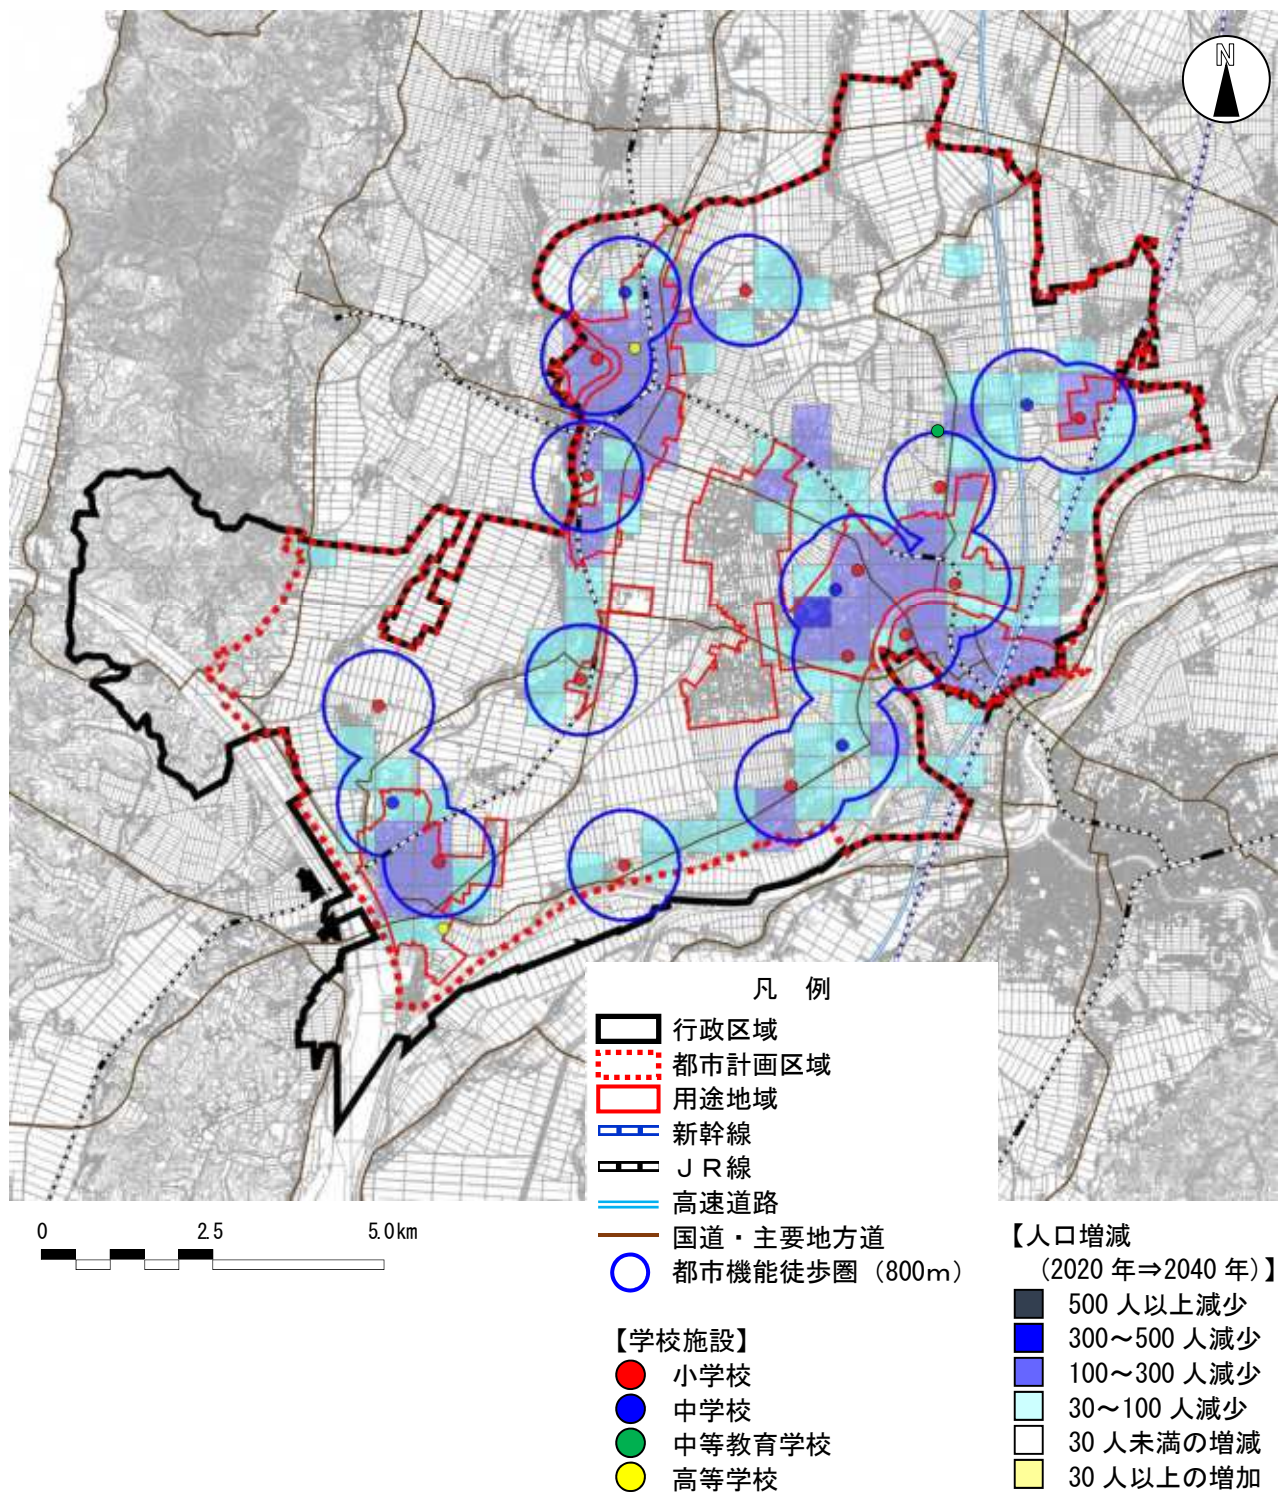 N
凡 例
行政区域
都市計画区域
用途地域
新幹線
ＪＲ線
高速道路
国道・主要地方道
都市機能徒歩圏（800ｍ）
【学校施設】
小学校
中学校
中等教育学校
高等学校
0 2.5 5.0km
【人口増減
（2020 年⇒2040 年）】
500 人以上減少
300～500 人減少
100～300 人減少
30～100 人減少
30 人未満の増減
30 人以上の増加